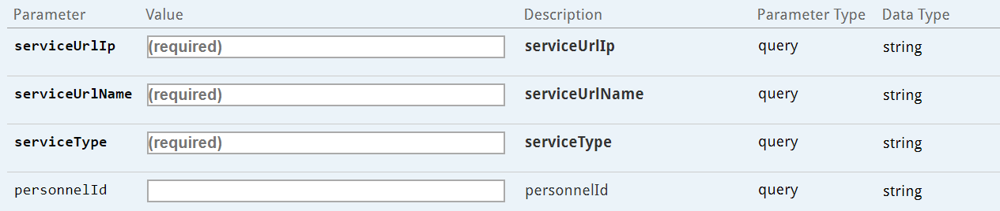 Parameter Value Description Parameter Type Data Type
serviceUrlIp (required) serviceUrlIp query string
serviceUrlName (required) serviceUrlName query string
serviceType (required) serviceType query string
personnelId personnelId query string